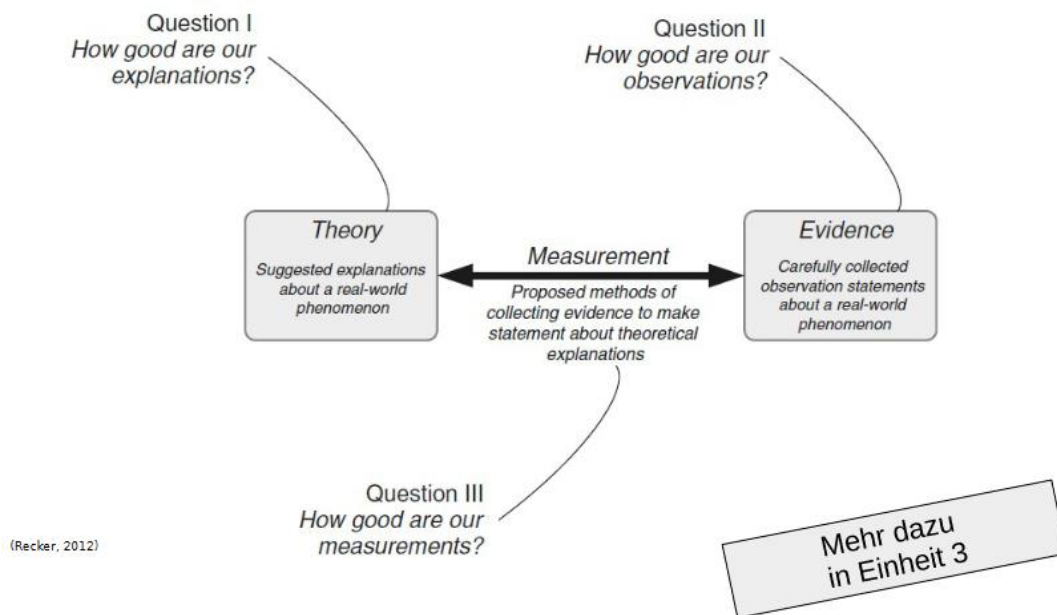 Question I
How good are our
explanations?
Question II
How good are our
observations?
Theory
Suggested explanations
about a real-world
phenomenon
Measurement
Proposed methods of
collecting evidence to make
statement about theoretical
explanations
Evidence
Carefully collected
observation statements
about a real-world
phenomenon
Question III
How good are our
measurements?
(Recker, 2012)
Mehr dazu
in Einheit 3